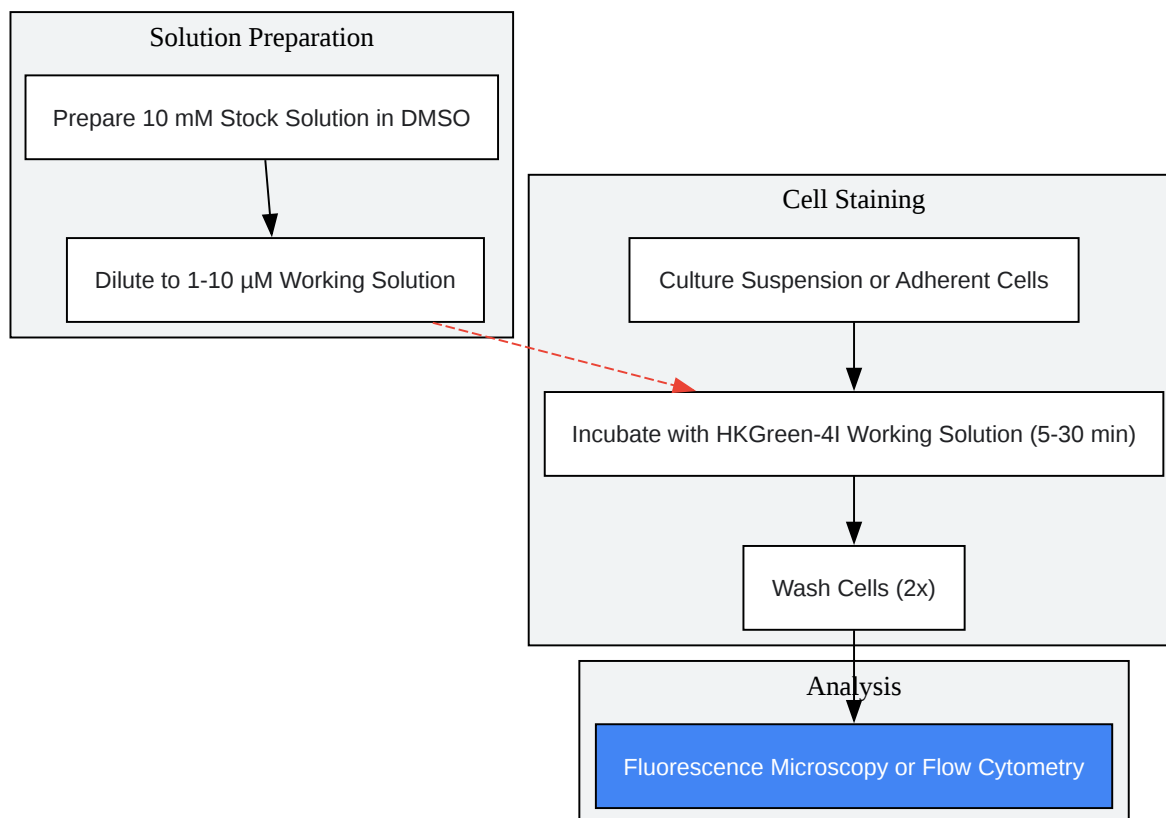 Solution Preparation
Prepare 10 mM Stock Solution in DMSO
Dilute to 1-10 µM Working Solution
Cell Staining
Culture Suspension or Adherent Cells
Incubate with HKGreen-4I Working Solution (5-30 min)
Wash Cells (2x)
Analysis
Fluorescence Microscopy or Flow Cytometry